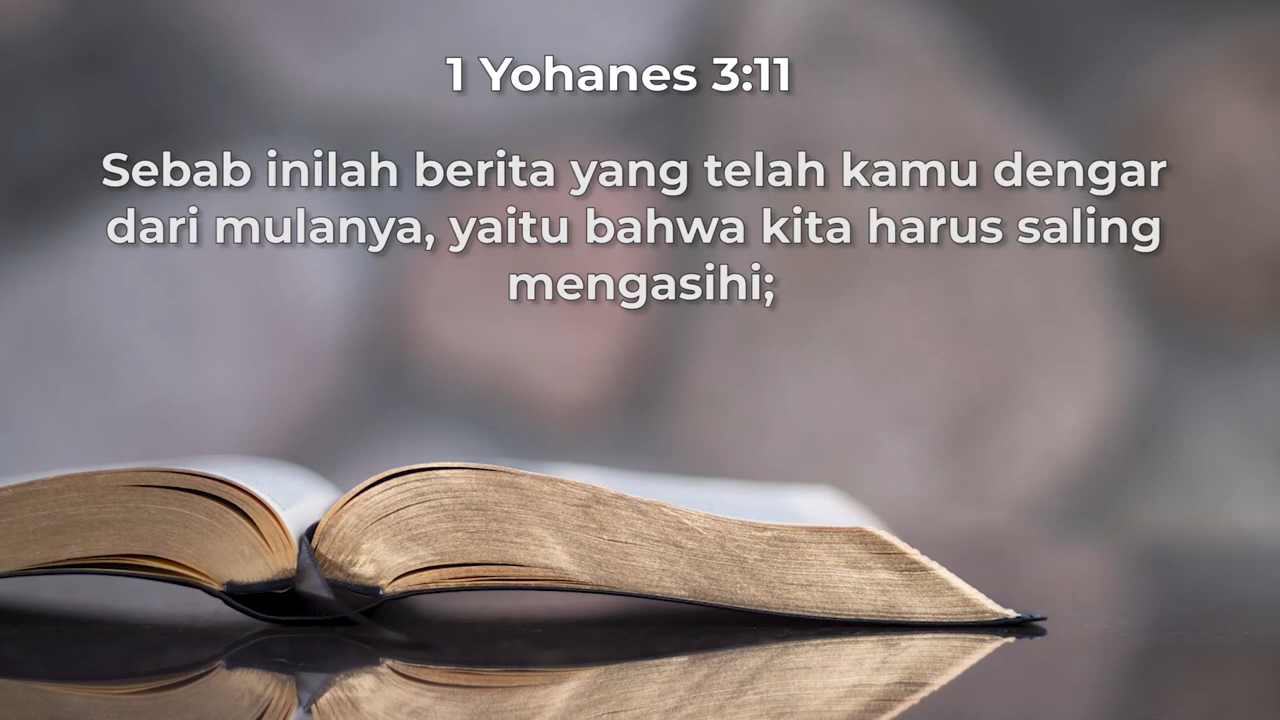 1 Yohanes 3:11
Sebab inilah berita yang telah kamu dengar
dari mulanya, yaitu bahwa kita harus saling
mengasihi;